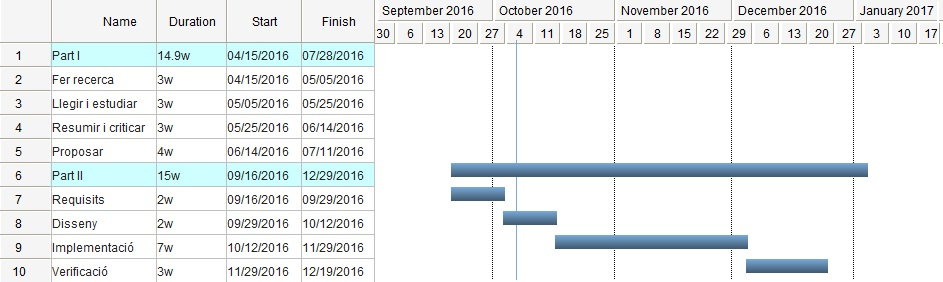 September 2016 October 2016 November 2016 December 2016 January 2017
Name Duration Start Finish
30 6 13 20 27 4 11 18 25 1 8 15 22 29 6 13 20 27 3 10 17
1 Part I 14.9w 04/15/2016 07/28/2016
2 Fer recerca 3w 04/15/2016 05/05/2016
3 Llegir i estudiar 3w 05/05/2016 05/25/2016
4 Resumir i criticar 3w 05/25/2016 06/14/2016
5 Proposar 4w 06/14/2016 07/11/2016
6 Part II 15w 09/16/2016 12/29/2016
7 Requisits 2w 09/16/2016 09/29/2016
8 Disseny 2w 09/29/2016 10/12/2016
9 Implementació 7w 10/12/2016 11/29/2016
10 Verificació 3w 11/29/2016 12/19/2016